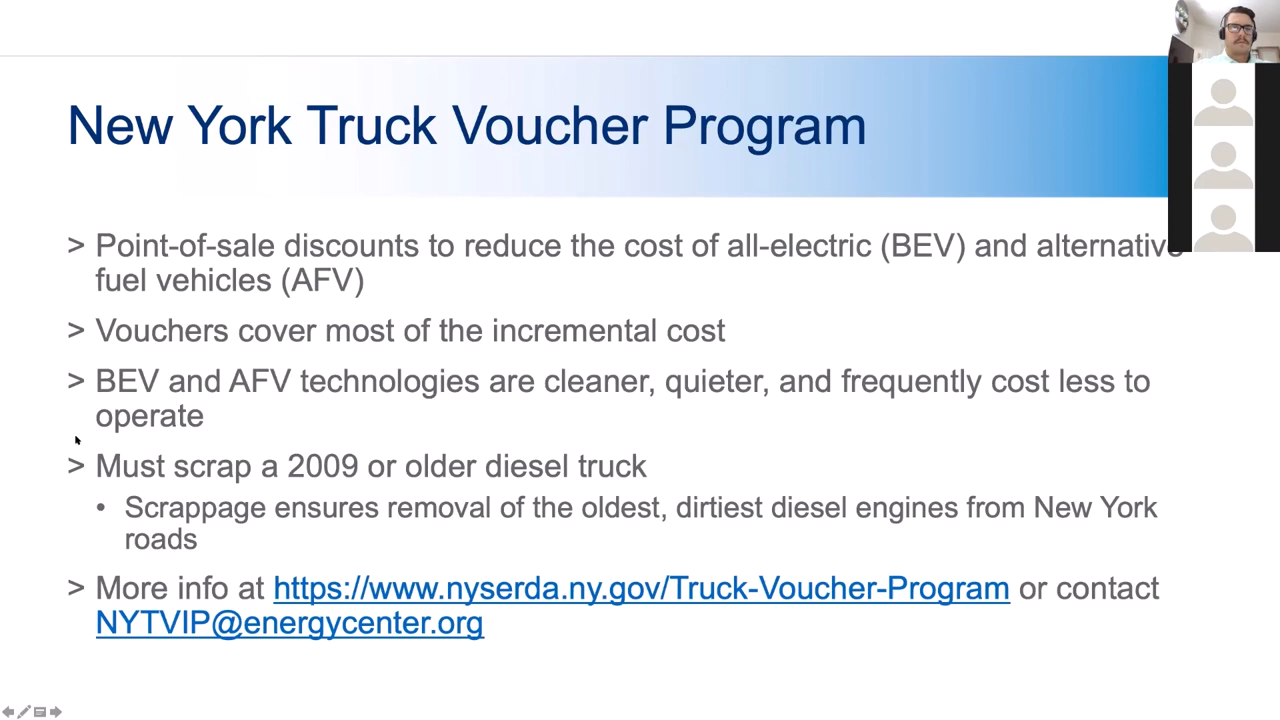 New York Truck Voucher Program
> Point-of-sale discounts to reduce the cost of all-electric (BEV) and alternative
fuel vehicles (AFV)
> Vouchers cover most of the incremental cost
> BEV and AFV technologies are cleaner, quieter, and frequently cost less to
operate
> Must scrap a 2009 or older diesel truck
• Scrappage ensures removal of the oldest, dirtiest diesel engines from New York
roads
> More info at https://www.nyserda.ny.gov/Truck-Voucher-Program or contact
NYTVIP@energycenter.org